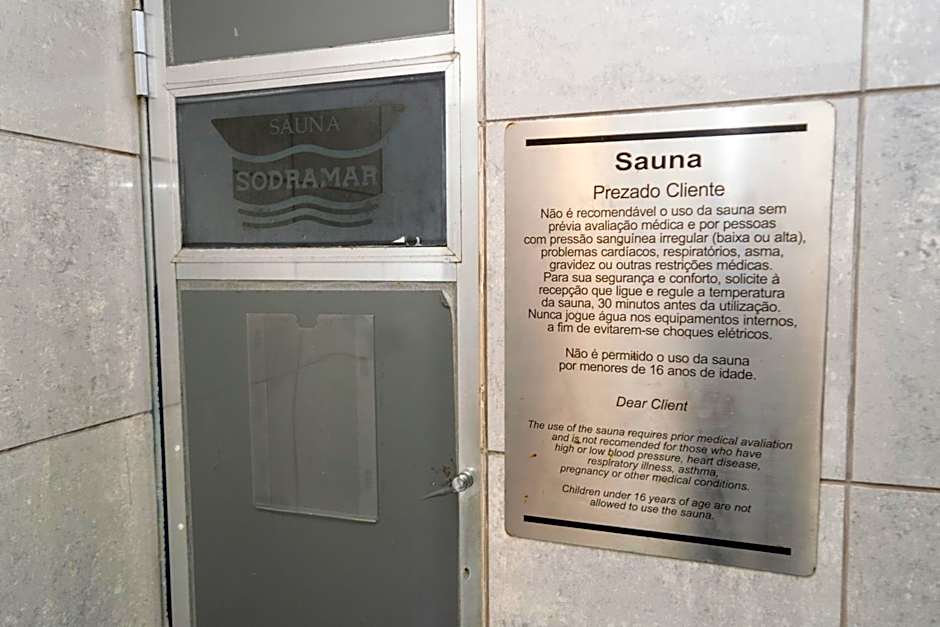 SAUNA
SODRAMAR
Sauna
Prezado Cliente
Não é recomendável o uso da sauna sem
prévia avaliação médica e por pessoas
com pressão sanguínea irregular (baixa ou alta),
problemas cardíacos, respiratórios, asma,
gravidez ou outras restrições médicas.
Para sua segurança e conforto, solicite à
recepção que ligue e regule a temperatura
da sauna, 30 minutos antes da utilização.
Nunca jogue água nos equipamentos internos,
a fim de evitarem-se choques elétricos.
Não é permitido o uso da sauna
por menores de 16 anos de idade.
Dear Client
The use of the sauna requires prior medical avaliation
and is not recomended for those who have
high or low blood pressure, heart disease,
respiratory illness, asthma,
pregnancy or other medical conditions.
Children under 16 years of age are not
allowed to use the sauna.